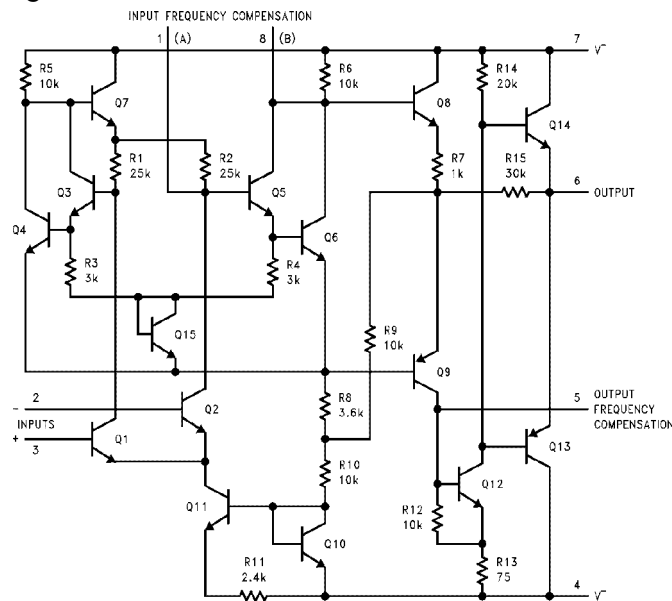 INPUT FREQUENCY COMPENSATION
1 (A) 8 (B)
7 V⁻
R5
10k
Q7
R6
10k
Q8
R14
20k
Q14
R1
25k
R2
25k
Q3
Q5
R7
1k
R15
30k
6 OUTPUT
Q4
Q6
R3
3k
R4
3k
Q15
R9
10k
Q9
2
-
INPUTS
+
3
Q2
Q1
R8
3.6k
5 OUTPUT
FREQUENCY
COMPENSATION
Q13
R10
10k
Q12
Q11
R12
10k
Q10
R11
2.4k
R13
75
4 V⁻